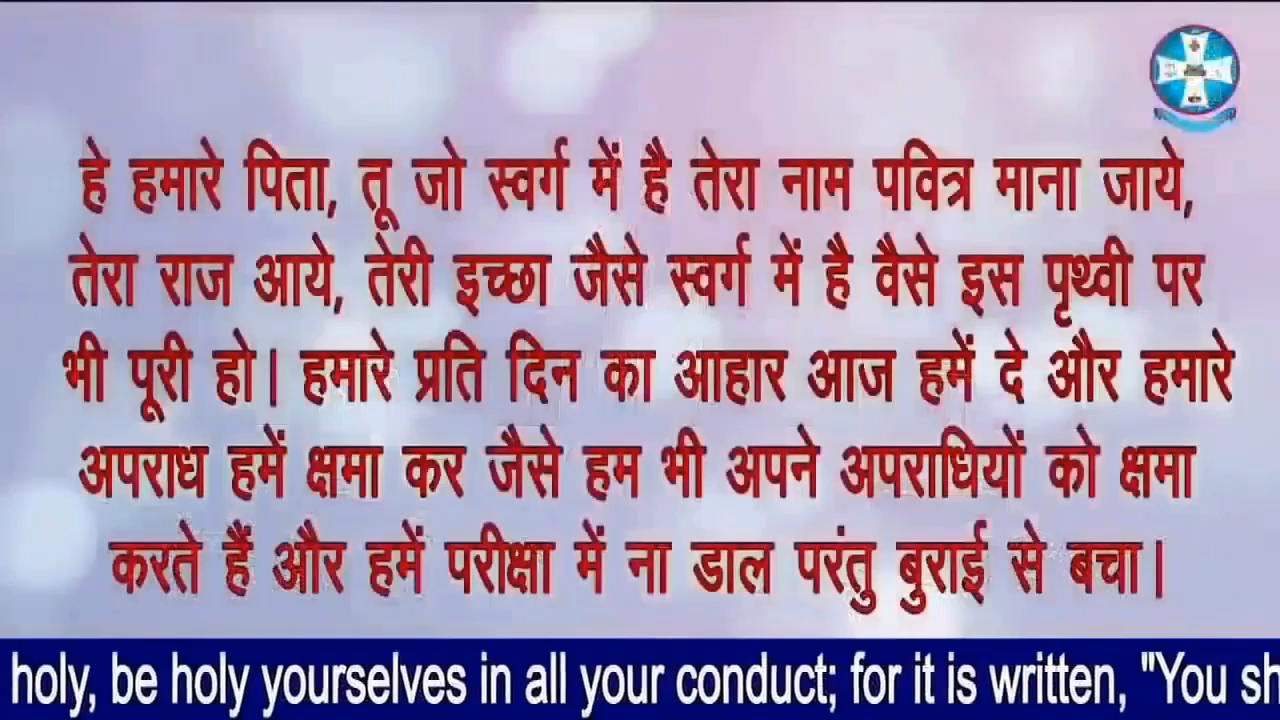 हे हमारे पिता, तू जो स्वर्ग में है तेरा नाम पवित्र माना जाये,
तेरा राज आये, तेरी इच्छा जैसे स्वर्ग में है वैसे इस पृथ्वी पर
भी पूरी हो| हमारे प्रति दिन का आहार आज हमें दे और हमारे
अपराध हमें क्षमा कर जैसे हम भी अपने अपराधियों को क्षमा
करते हैं और हमें परीक्षा में ना डाल परंतु बुराई से बचा|
holy, be holy yourselves in all your conduct; for it is written, "You sh